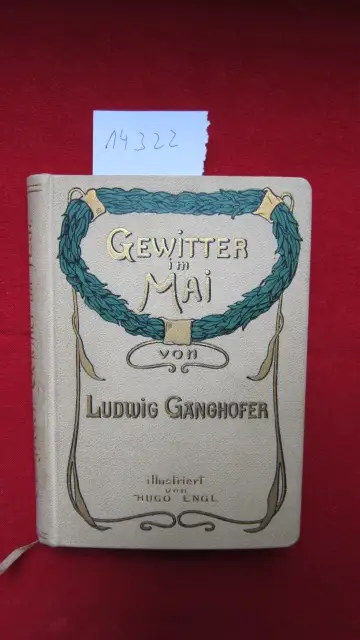 14322
GEWITTER
im
MAI
VON
LUDWIG GANGHOFER
illustriert
von
HUGO ENGL